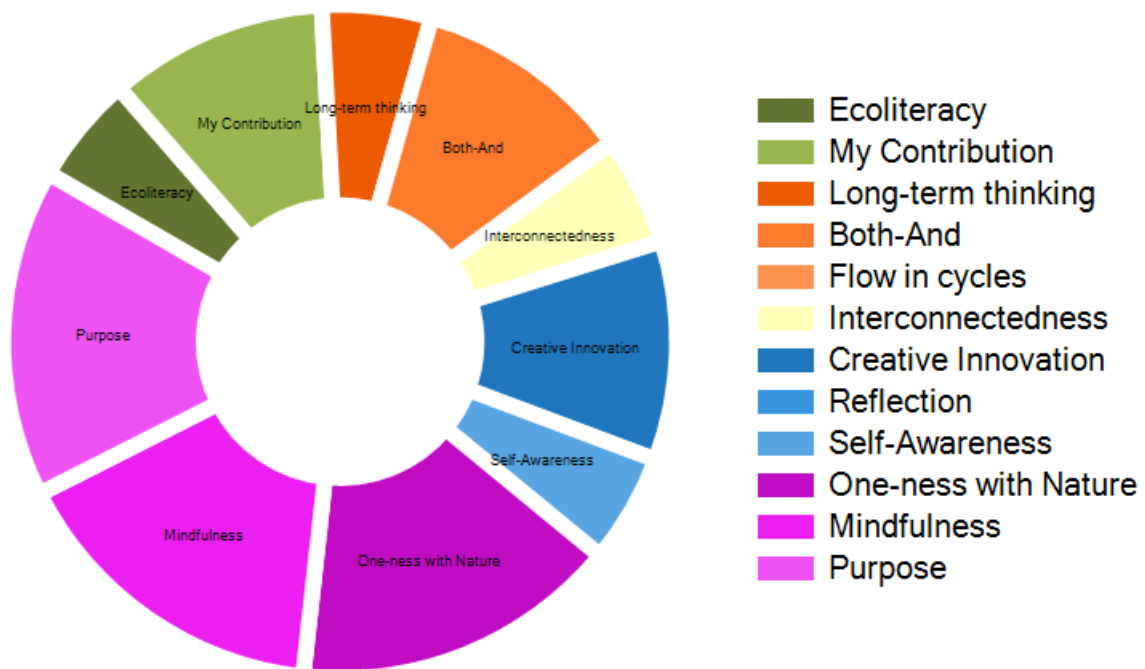 Long-term thinking
My Contribution
Both-And
Ecoliteracy
Interconnectedness
Purpose
Creative Innovation
Self-Awareness
Mindfulness
One-ness with Nature
Ecoliteracy
My Contribution
Long-term thinking
Both-And
Flow in cycles
Interconnectedness
Creative Innovation
Reflection
Self-Awareness
One-ness with Nature
Mindfulness
Purpose